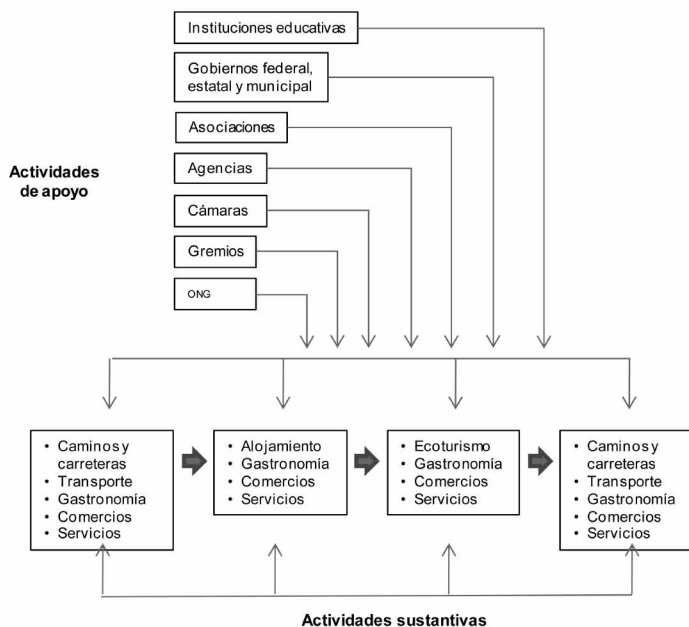 Instituciones educativas
Gobiernos federal,
estatal y municipal
Asociaciones
Actividades
de apoyo
Agencias
Cámaras
Gremios
ONG
• Caminos y
carreteras
• Transporte
• Gastronomía
• Comercios
• Servicios
• Alojamiento
• Gastronomía
• Comercios
• Servicios
• Ecoturismo
• Gastronomía
• Comercios
• Servicios
• Caminos y
carreteras
• Transporte
• Gastronomía
• Comercios
• Servicios
Actividades sustantivas